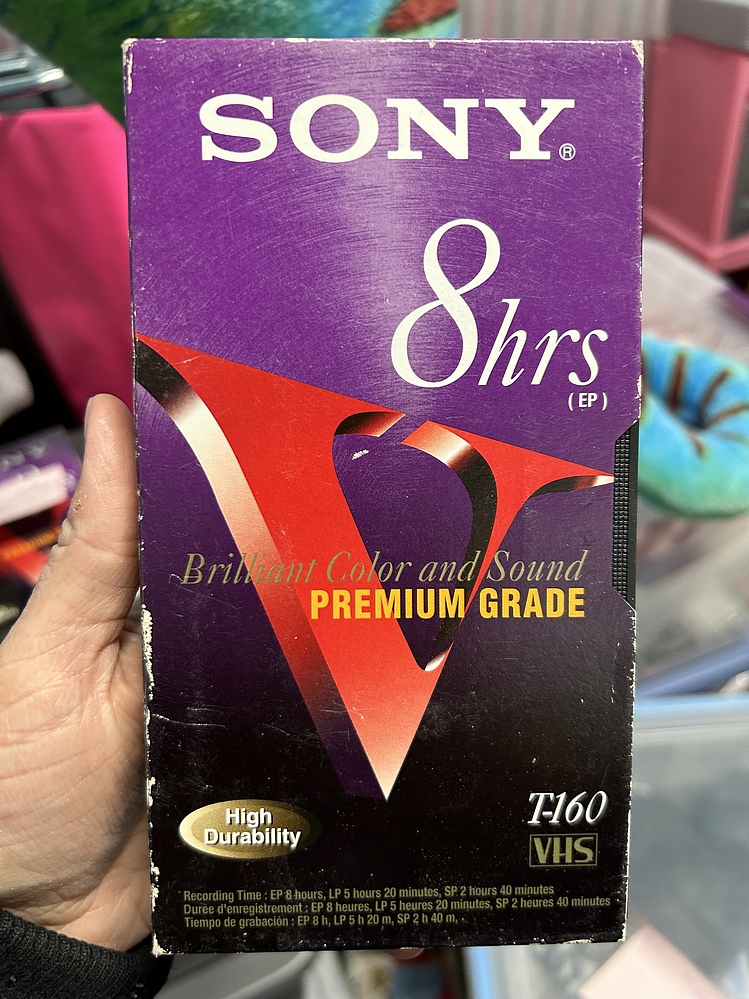 SONY®
8hrs
(EP)
Brilliant Color and Sound
PREMIUM GRADE
High
Durability
T-160
VHS
Recording Time : EP 8 hours, LP 5 hours 20 minutes, SP 2 hours 40 minutes
Durée d'enregistrement : EP 8 heures, LP 5 heures 20 minutes, SP 2 heures 40 minutes
Tiempo de grabación : EP 8 h, LP 5 h 20 m, SP 2 h 40 m,